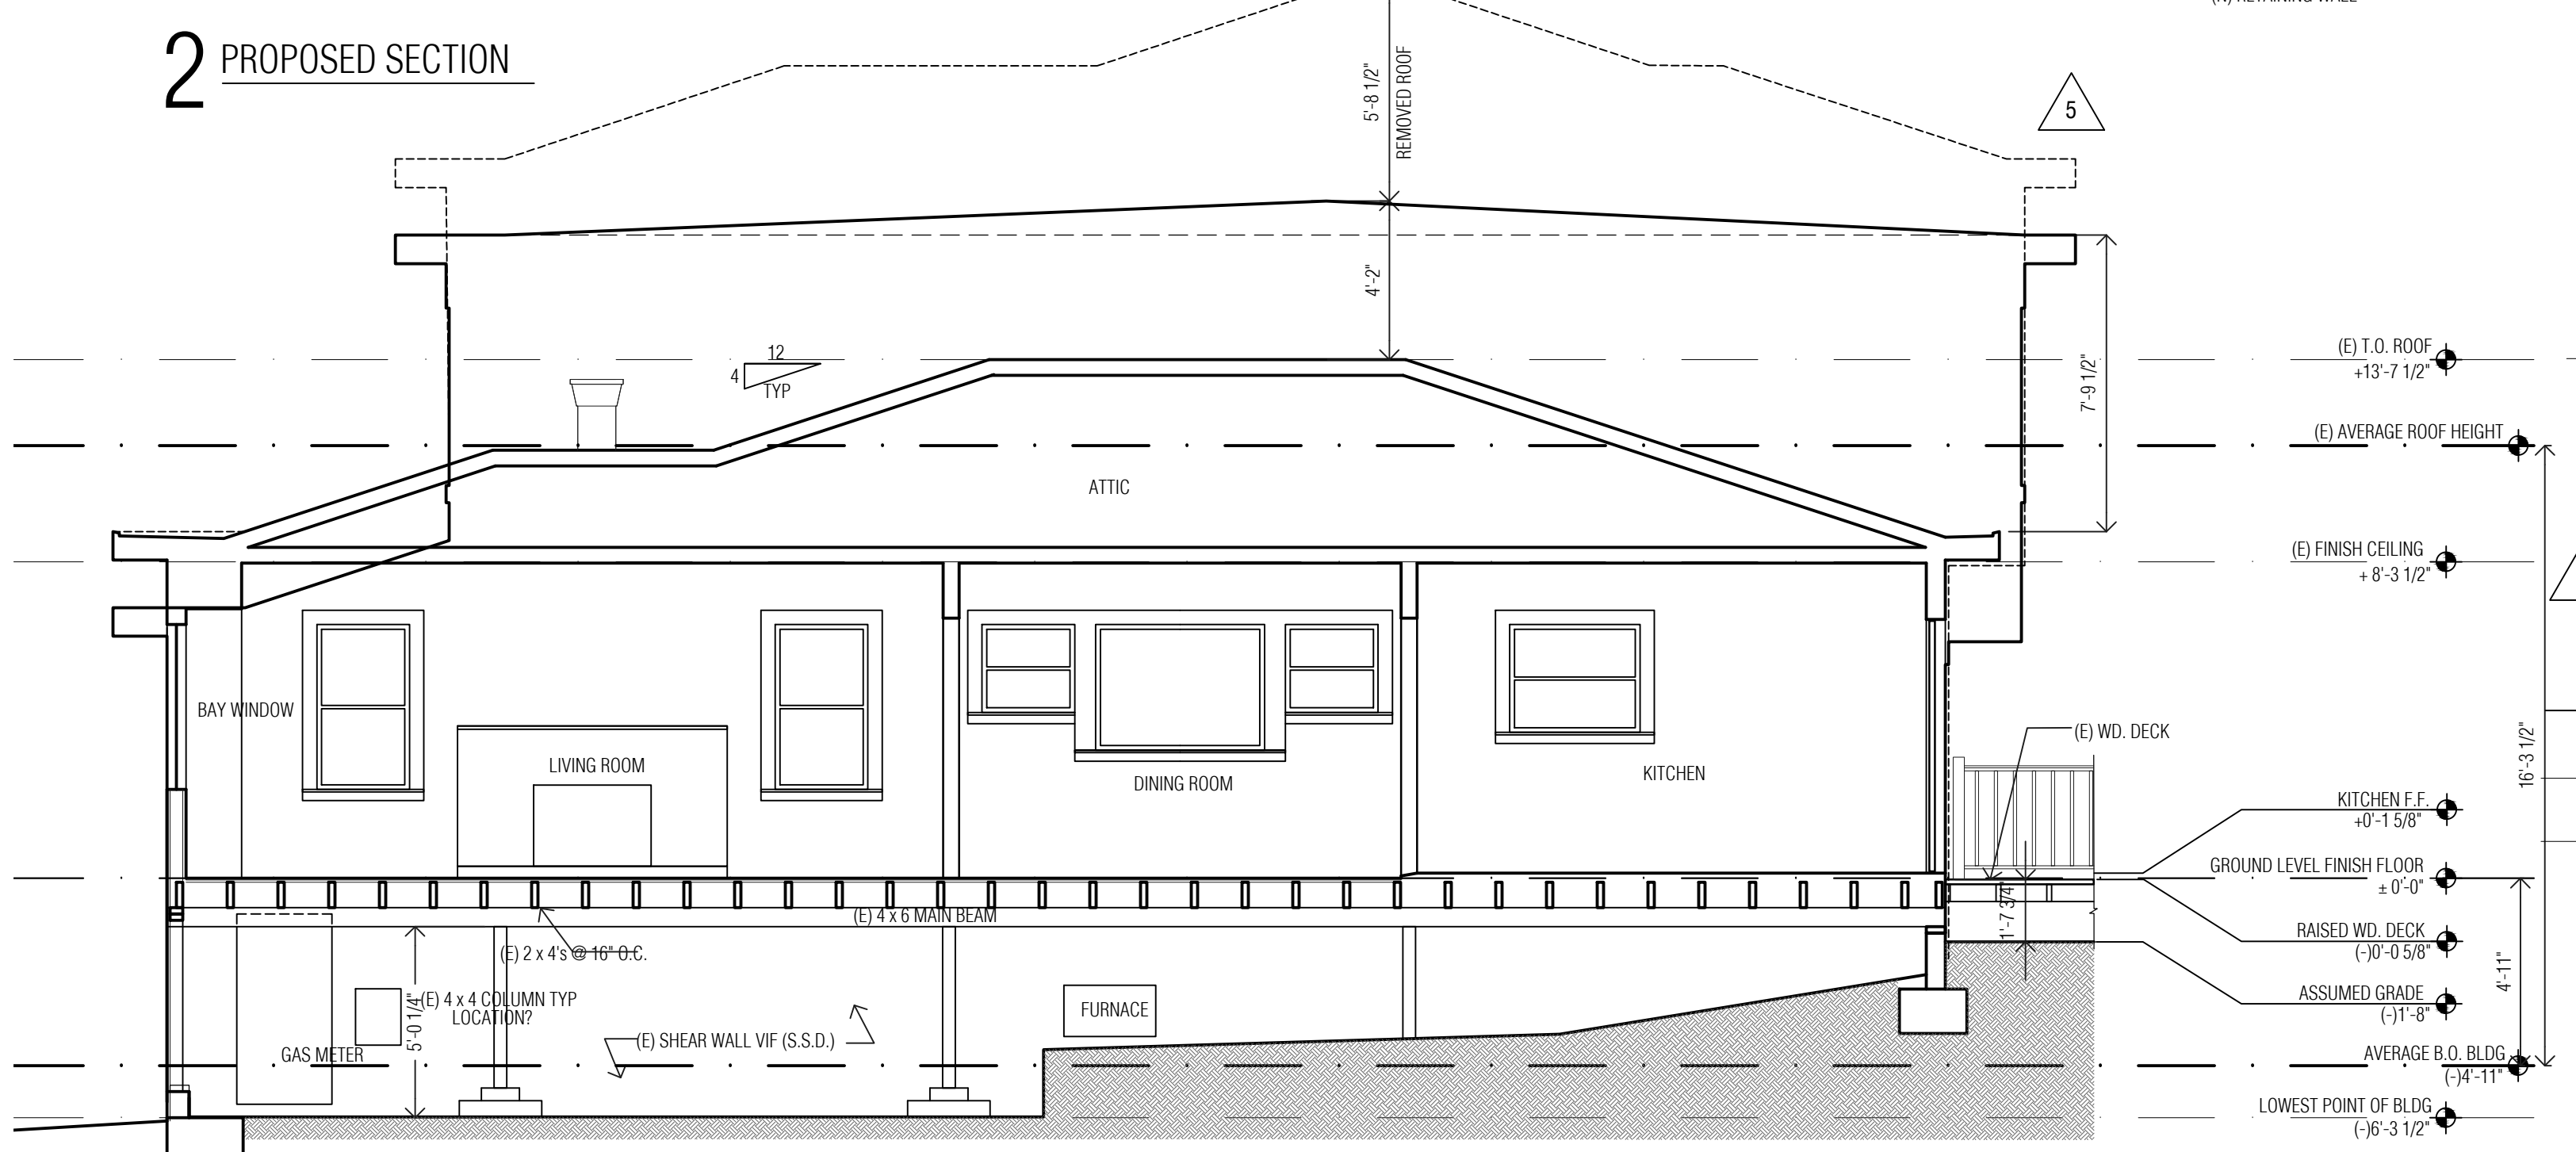 (N) RETAINING WALL
2 PROPOSED SECTION
5'-8 1/2"
REMOVED ROOF
5
4'-2"
7'-9 1/2"
12
4
TYP
(E) T.O. ROOF
+13'-7 1/2"
(E) AVERAGE ROOF HEIGHT
ATTIC
(E) FINISH CEILING
+ 8'-3 1/2"
BAY WINDOW
LIVING ROOM
DINING ROOM
KITCHEN
(E) WD. DECK
16'-3 1/2"
KITCHEN F.F.
+0'-1 5/8"
GROUND LEVEL FINISH FLOOR
± 0'-0"
1'-7 3/4"
(E) 4 x 6 MAIN BEAM
(E) 2 x 4's @ 16" O.C.
RAISED WD. DECK
(-)0'-0 5/8"
4'-11"
5'-0 1/4"
(E) 4 x 4 COLUMN TYP
LOCATION?
FURNACE
ASSUMED GRADE
(-)1'-8"
GAS METER
(E) SHEAR WALL VIF (S.S.D.)
AVERAGE B.O. BLDG
(-)4'-11"
LOWEST POINT OF BLDG
(-)6'-3 1/2"